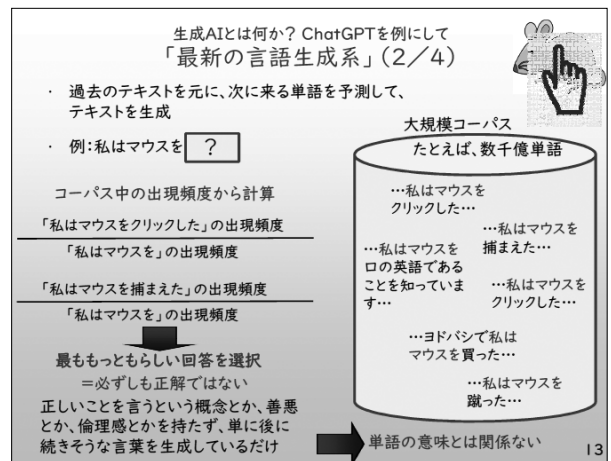 生成AIとは何か? ChatGPTを例にして
「最新の言語生成系」(2/4)
・ 過去のテキストを元に、次に来る単語を予測して、
テキストを生成
・ 例:私はマウスを ?
コーパス中の出現頻度から計算
「私はマウスをクリックした」の出現頻度
「私はマウスを」の出現頻度
「私はマウスを捕まえた」の出現頻度
「私はマウスを」の出現頻度
最ももっともらしい回答を選択
=必ずしも正解ではない
正しいことを言うという概念とか、善悪
とか、倫理感とかを持たず、単に後に
続きそうな言葉を生成しているだけ
大規模コーパス
たとえば、数千億単語
…私はマウスを
クリックした…
…私はマウスを
捕まえた…
…私はマウスを
口の英語である
ことを知っていま
す…
…私はマウスを
クリックした…
…ヨドバシで私は
マウスを買った…
…私はマウスを
蹴った…
単語の意味とは関係ない
13